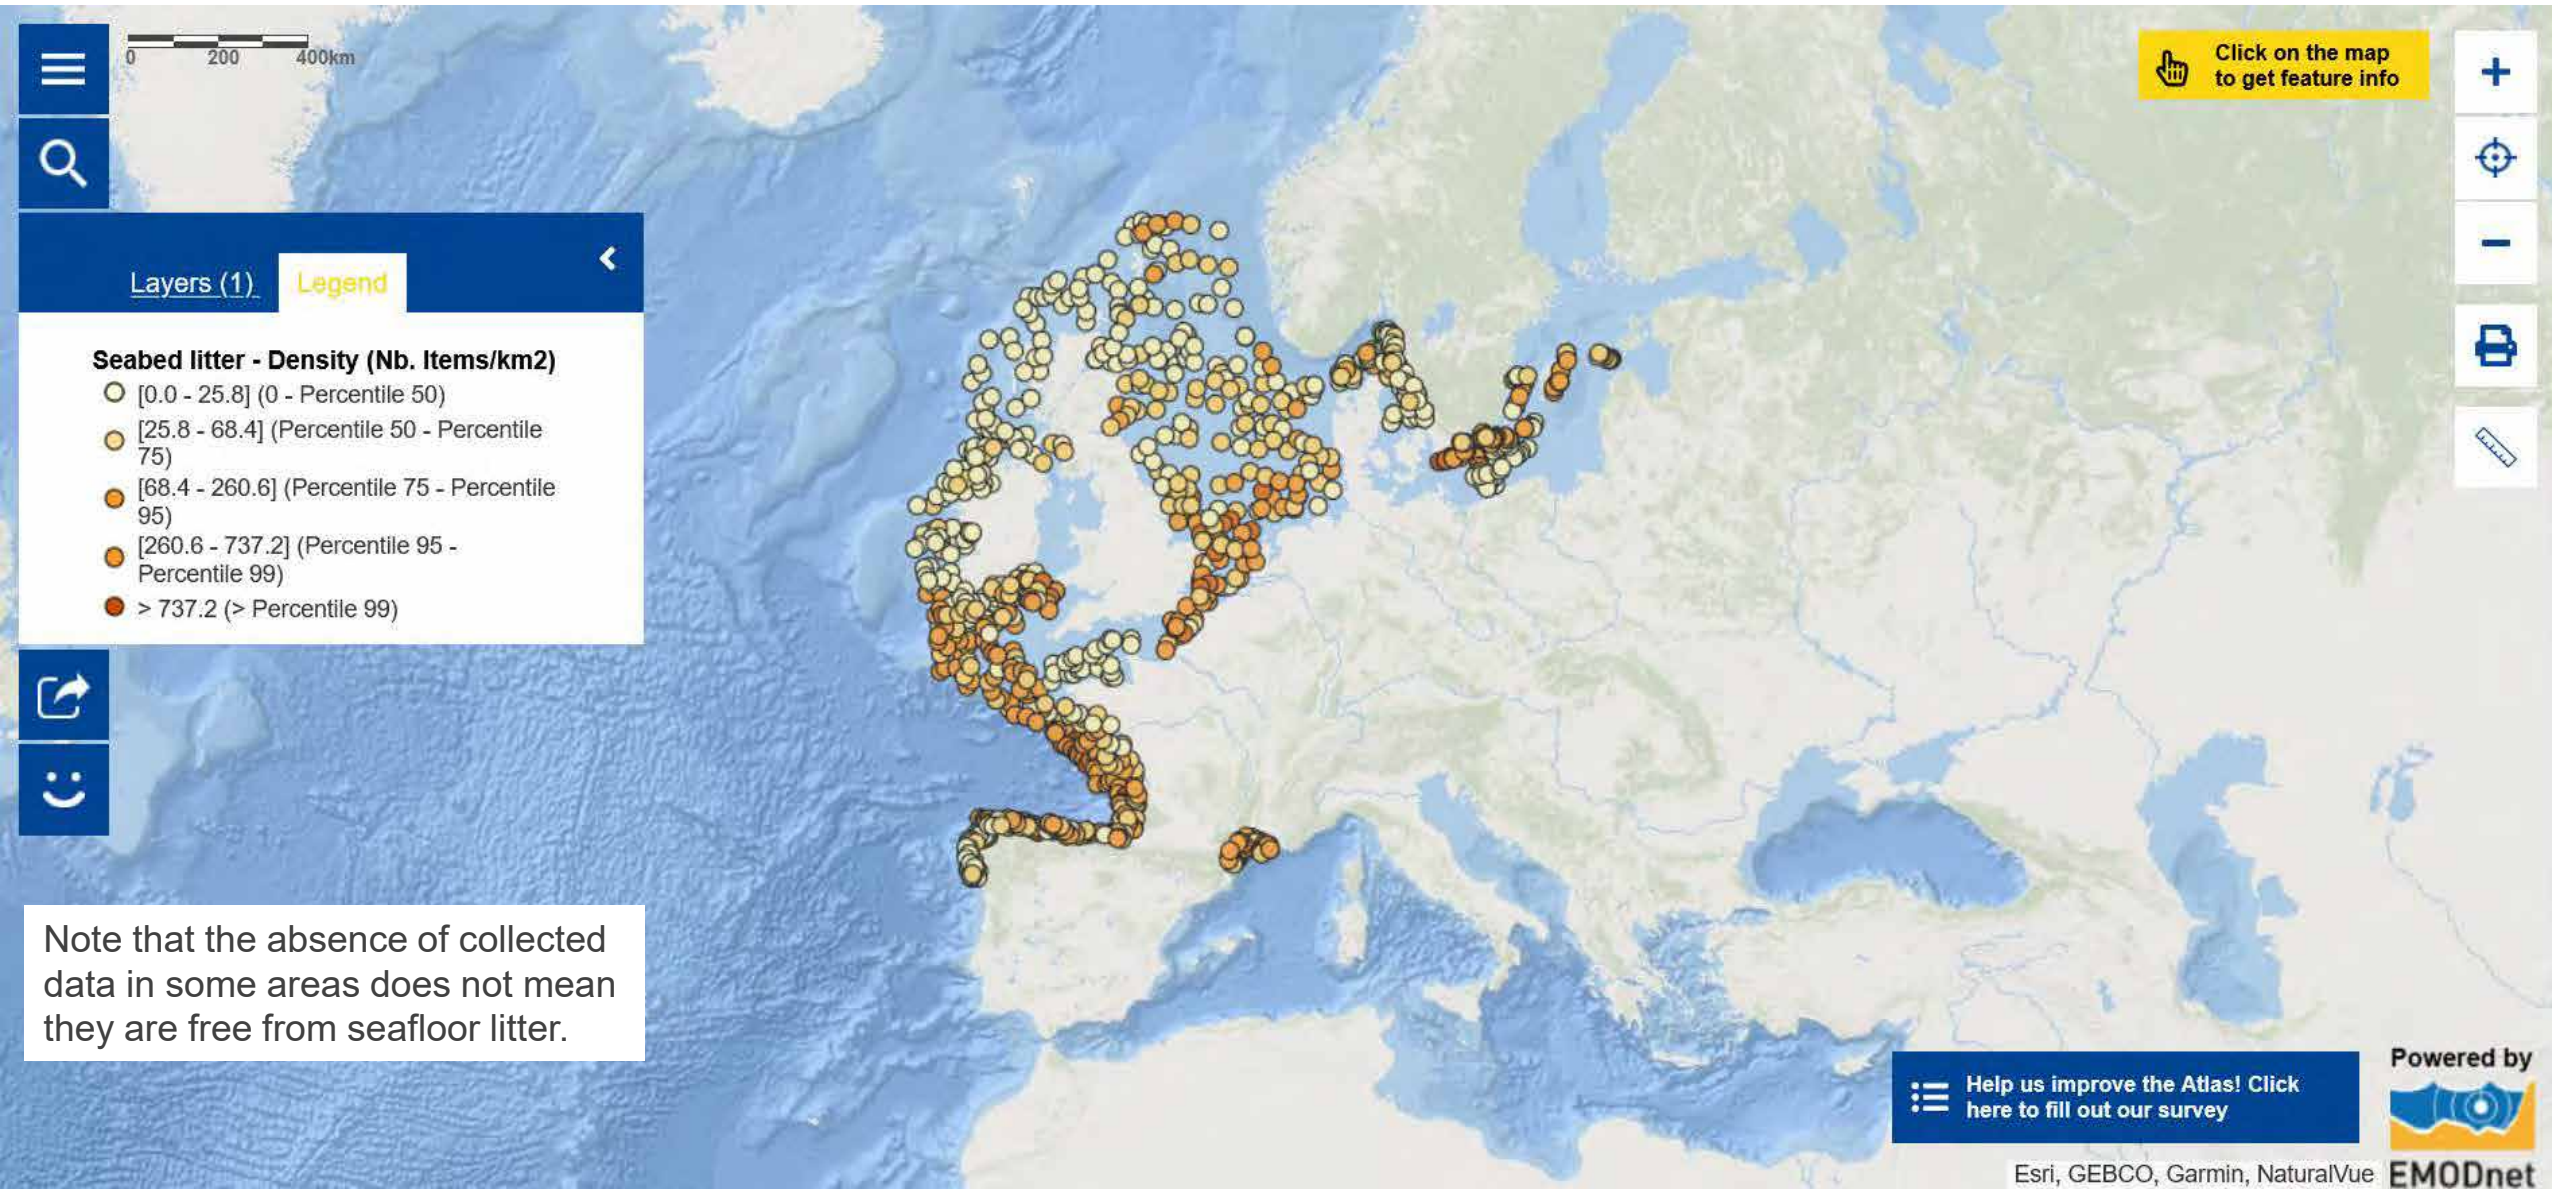 0 200 400km
Click on the map
to get feature info
Layers (1)
Legend
Seabed litter - Density (Nb. Items/km2)
[0.0 - 25.8] (0 - Percentile 50)
[25.8 - 68.4] (Percentile 50 - Percentile
75)
[68.4 - 260.6] (Percentile 75 - Percentile
95)
[260.6 - 737.2] (Percentile 95 -
Percentile 99)
> 737.2 (> Percentile 99)
Note that the absence of collected
data in some areas does not mean
they are free from seafloor litter.
Help us improve the Atlas! Click
here to fill out our survey
Powered by
EMODnet
Esri, GEBCO, Garmin, NaturalVue